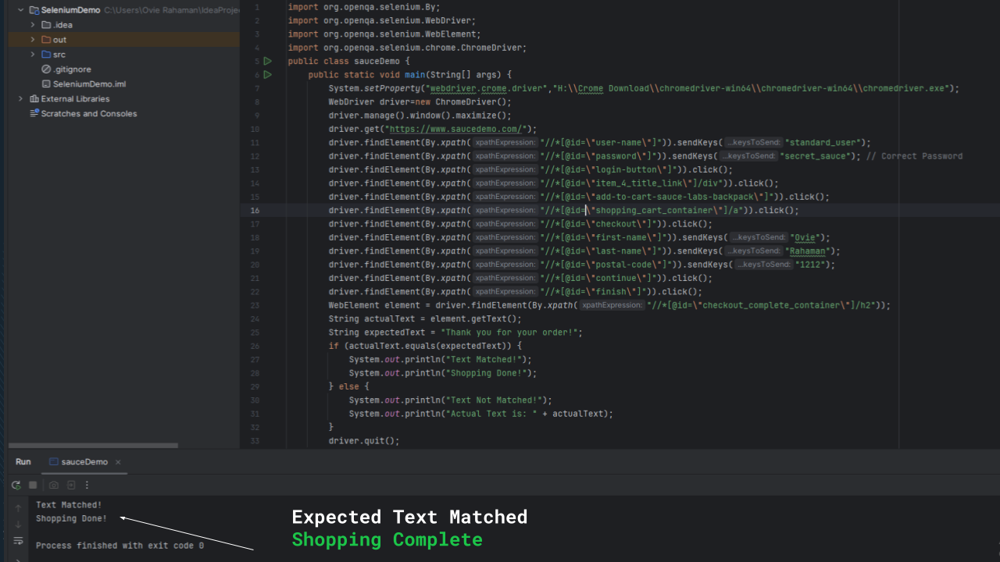 SeleniumDemo C:\Users\Ovie Rahaman\IdeaProje
.idea
out
src
.gitignore
SeleniumDemo.iml
External Libraries
Scratches and Consoles
1 import org.openqa.selenium.By;
2 import org.openqa.selenium.WebDriver;
3 import org.openqa.selenium.WebElement;
4 import org.openqa.selenium.chrome.ChromeDriver;
5 public class sauceDemo {
6 public static void main(String[] args) {
7 System.setProperty("webdriver.crome.driver","H:\\Crome Download\\chromedriver-win64\\chromedriver-win64\\chromedriver.exe");
8 WebDriver driver=new ChromeDriver();
9 driver.manage().window().maximize();
10 driver.get("https://www.saucedemo.com/");
11 driver.findElement(By.xpath( xpathExpression: "//*[@id=\"user-name\"]")).sendKeys( ...keysToSend: "standard_user");
12 driver.findElement(By.xpath( xpathExpression: "//*[@id=\"password\"]")).sendKeys( ...keysToSend: "secret_sauce"); // Correct Password
13 driver.findElement(By.xpath( xpathExpression: "//*[@id=\"login-button\"]")).click();
14 driver.findElement(By.xpath( xpathExpression: "//*[@id=\"item_4_title_link\"]/div")).click();
15 driver.findElement(By.xpath( xpathExpression: "//*[@id=\"add-to-cart-sauce-labs-backpack\"]")).click();
16 driver.findElement(By.xpath( xpathExpression: "//*[@id=\"shopping_cart_container\"]/a")).click();
17 driver.findElement(By.xpath( xpathExpression: "//*[@id=\"checkout\"]")).click();
18 driver.findElement(By.xpath( xpathExpression: "//*[@id=\"first-name\"]")).sendKeys( ...keysToSend: "Ovie");
19 driver.findElement(By.xpath( xpathExpression: "//*[@id=\"last-name\"]")).sendKeys( ...keysToSend: "Rahaman");
20 driver.findElement(By.xpath( xpathExpression: "//*[@id=\"postal-code\"]")).sendKeys( ...keysToSend: "1212");
21 driver.findElement(By.xpath( xpathExpression: "//*[@id=\"continue\"]")).click();
22 driver.findElement(By.xpath( xpathExpression: "//*[@id=\"finish\"]")).click();
23 WebElement element = driver.findElement(By.xpath( xpathExpression: "//*[@id=\"checkout_complete_container\"]/h2"));
24 String actualText = element.getText();
25 String expectedText = "Thank you for your order!";
26 if (actualText.equals(expectedText)) {
27 System.out.println("Text Matched!");
28 System.out.println("Shopping Done!");
29 } else {
30 System.out.println("Text Not Matched!");
31 System.out.println("Actual Text is: " + actualText);
32 }
33 driver.quit();
Run sauceDemo
Text Matched!
Shopping Done!
Process finished with exit code 0
Expected Text Matched
Shopping Complete